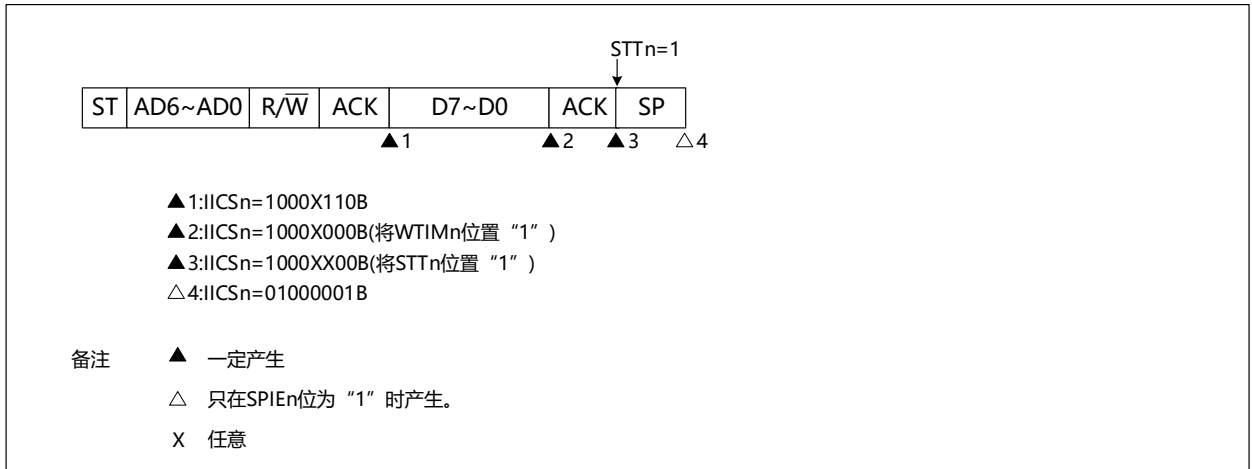 STTn=1
ST AD6~AD0 R/W̅ ACK D7~D0 ACK SP
▲1 ▲2 ▲3 △4
▲1:IICSn=1000X110B
▲2:IICSn=1000X000B(将WTIMn位置“1”)
▲3:IICSn=1000XX00B(将STTn位置“1”)
△4:IICSn=01000001B
备注 ▲ 一定产生
△ 只在SPIEn位为“1”时产生。
X 任意